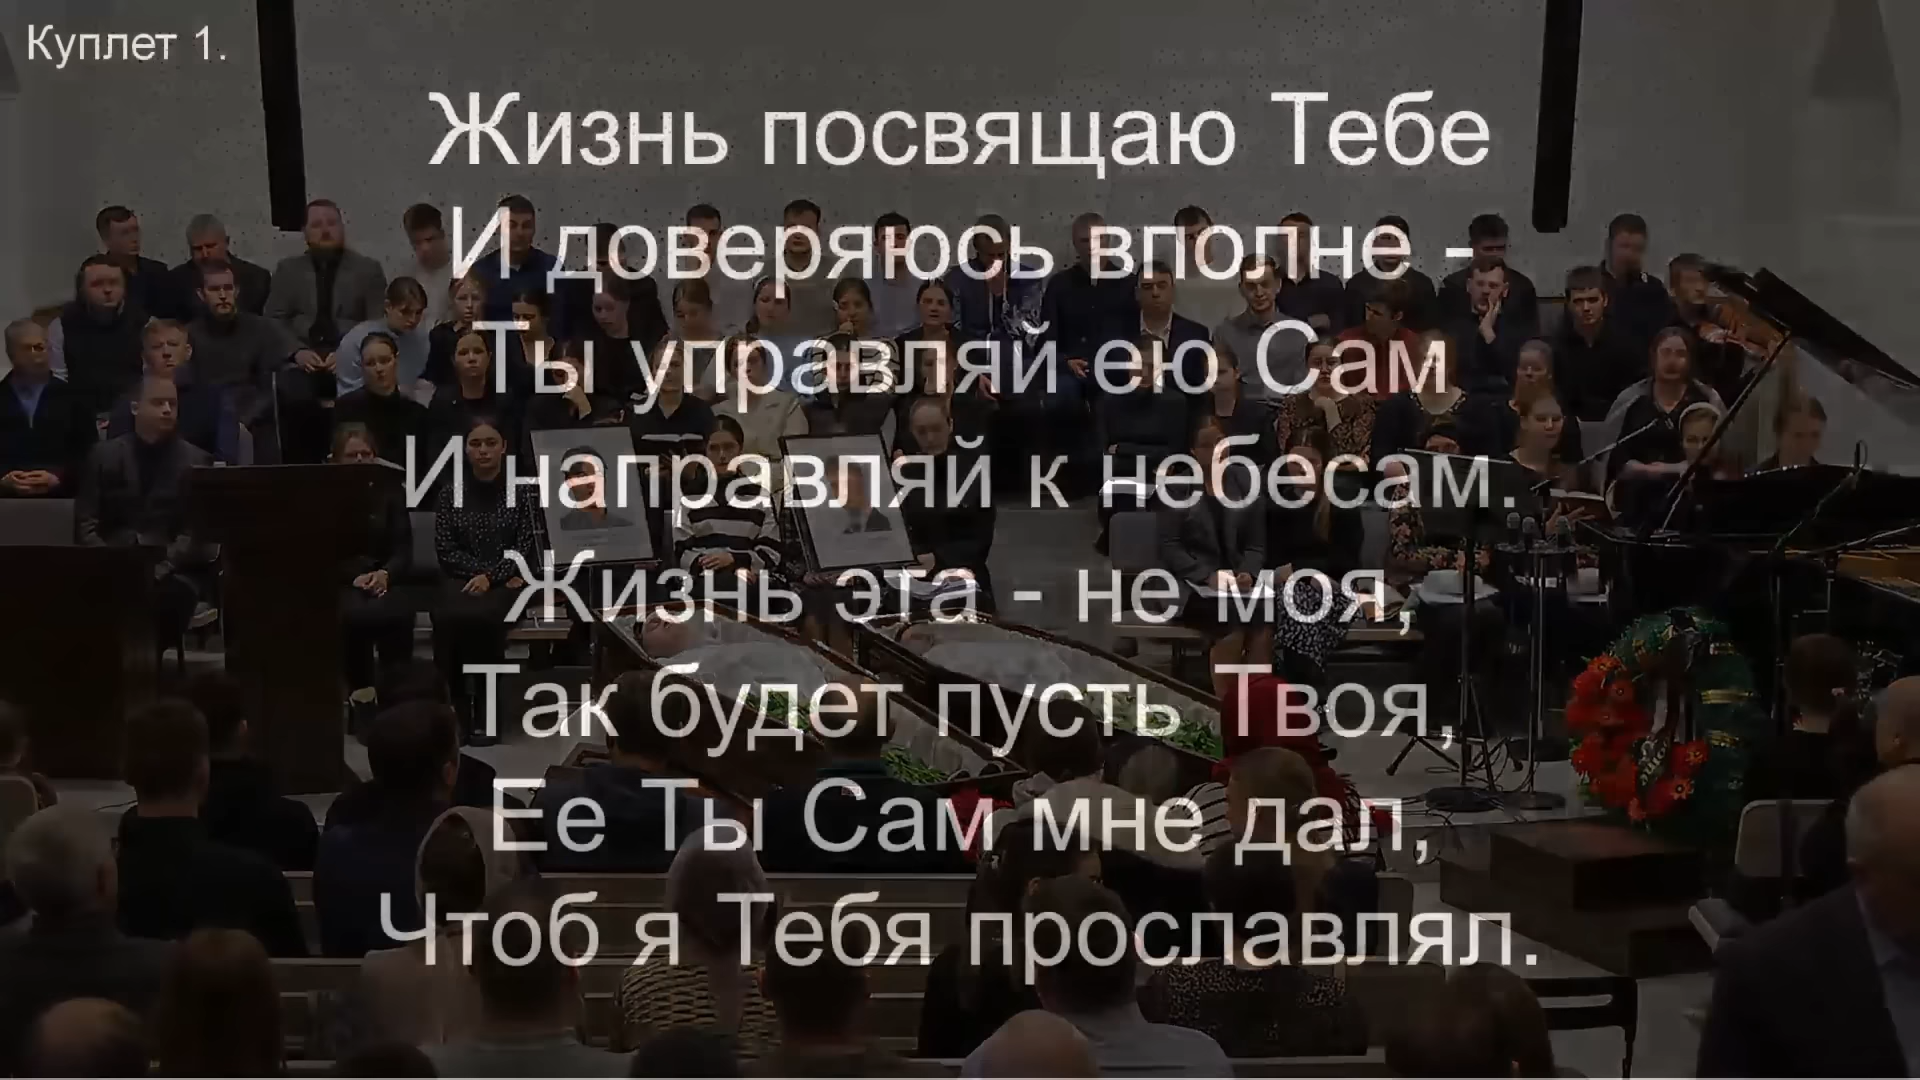 Куплет 1.
Жизнь посвящаю Тебе
И доверяюсь вполне -
Ты управляй ею Сам
И направляй к небесам.
Жизнь эта - не моя,
Так будет пусть Твоя,
Ее Ты Сам мне дал,
Чтоб я Тебя прославлял.